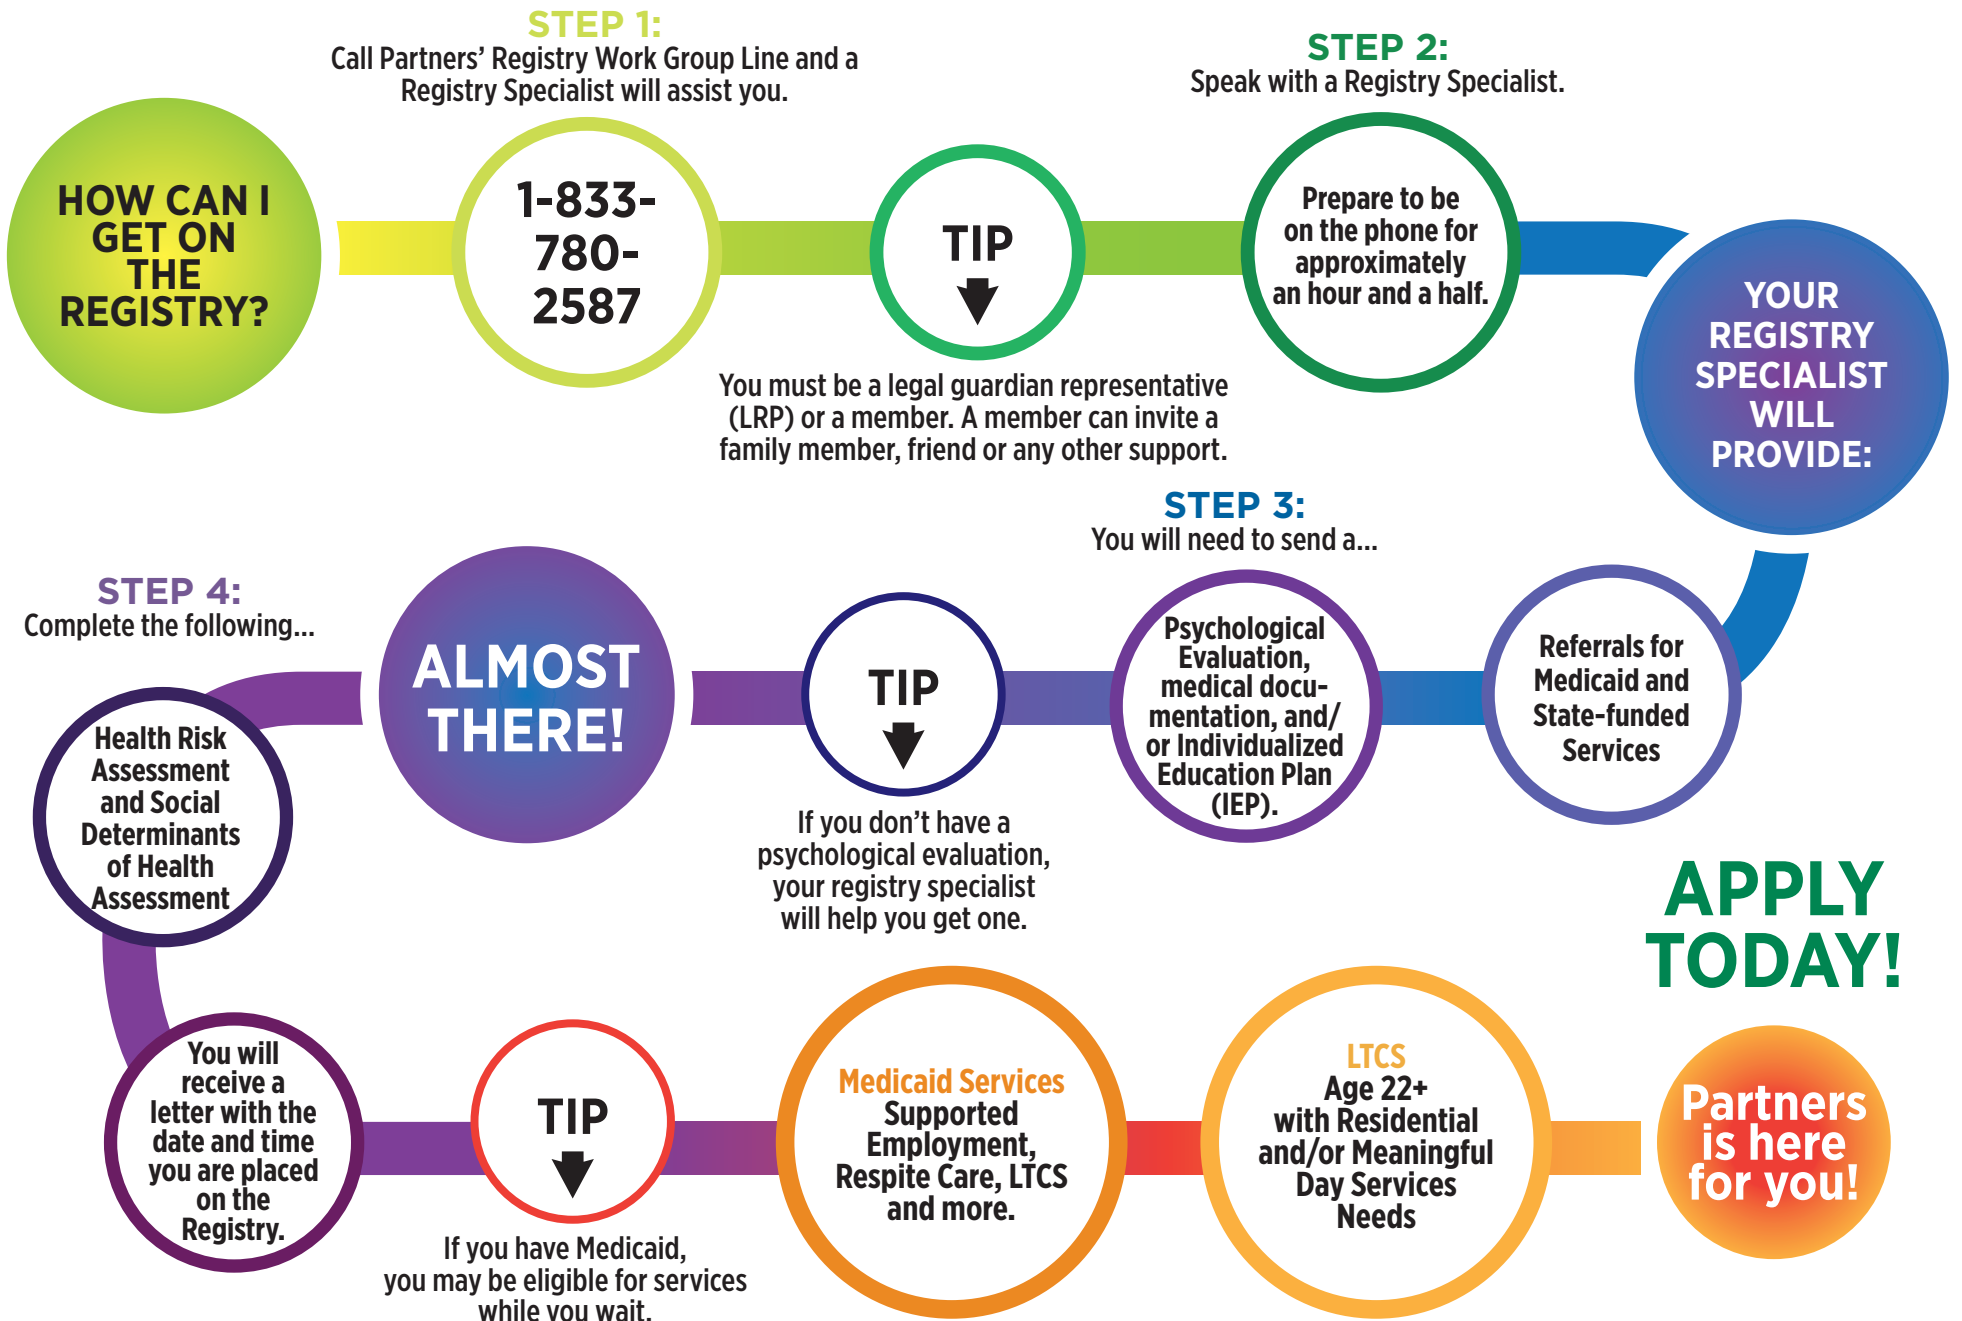 HOW CAN I
GET ON
THE
REGISTRY?
STEP 1:
Call Partners’ Registry Work Group Line and a
Registry Specialist will assist you.
1-833-
780-
2587
TIP
You must be a legal guardian representative
(LRP) or a member. A member can invite a
family member, friend or any other support.
STEP 2:
Speak with a Registry Specialist.
Prepare to be
on the phone for
approximately
an hour and a half.
YOUR
REGISTRY
SPECIALIST
WILL
PROVIDE:
Referrals for
Medicaid and
State-funded
Services
STEP 3:
You will need to send a...
Psychological
Evaluation,
medical docu-
mentation, and/
or Individualized
Education Plan
(IEP).
TIP
If you don’t have a
psychological evaluation,
your registry specialist
will help you get one.
ALMOST
THERE!
STEP 4:
Complete the following...
Health Risk
Assessment
and Social
Determinants
of Health
Assessment
You will
receive a
letter with the
date and time
you are placed
on the
Registry.
TIP
If you have Medicaid,
you may be eligible for services
while you wait.
Medicaid Services
Supported
Employment,
Respite Care, LTCS
and more.
LTCS
Age 22+
with Residential
and/or Meaningful
Day Services
Needs
APPLY
TODAY!
Partners
is here
for you!